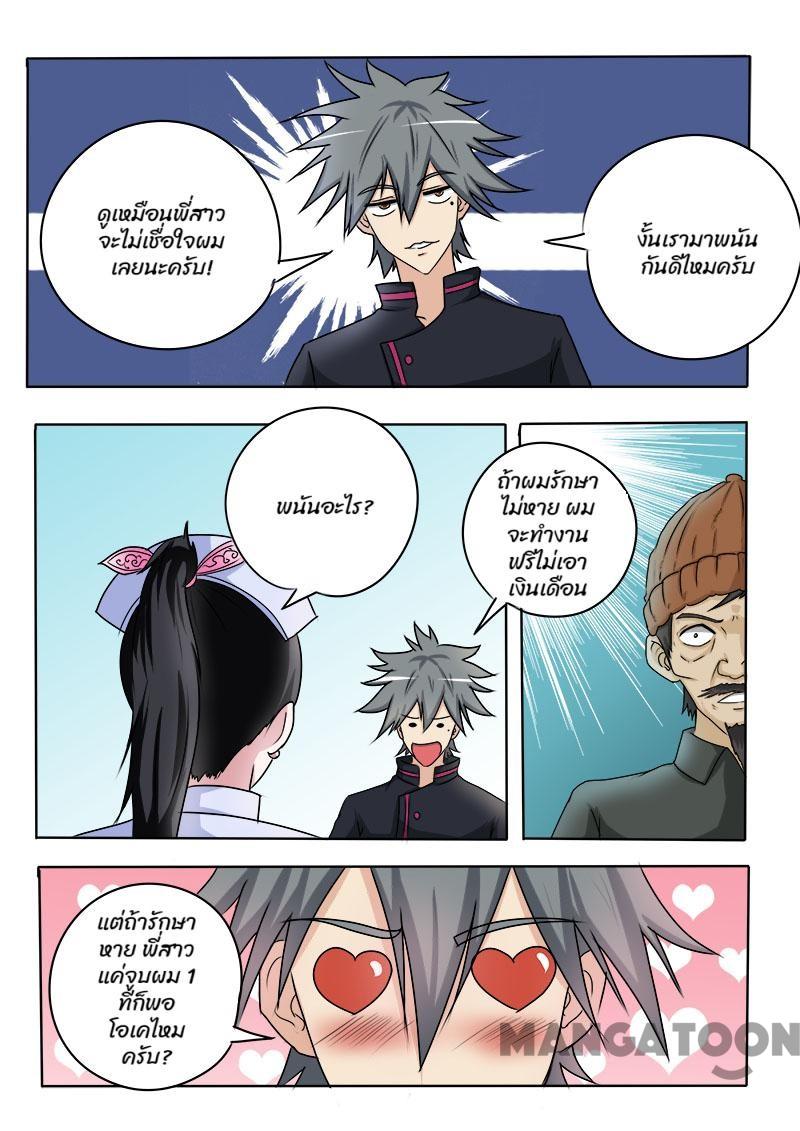 ดูเหมือนพี่สาว
จะไม่เชื่อใจผม
เลยนะครับ!
งั้นเรามาพนัน
กันดีไหมครับ
พนันอะไร?
ถ้าผมรักษา
ไม่หาย ผม
จะทำงาน
ฟรีไม่เอา
เงินเดือน
แต่ถ้ารักษา
หาย พี่สาว
แค่จูบผม 1
ทีก็พอ
โอเคไหม
ครับ?
MANGATOON